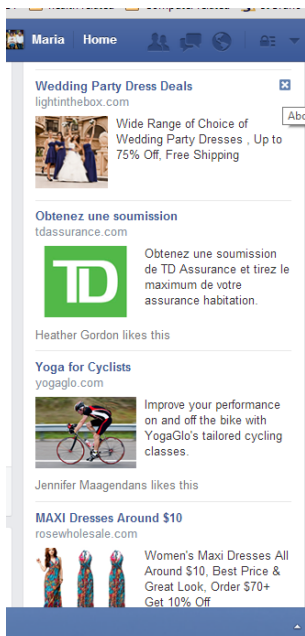 Maria Home
Wedding Party Dress Deals
lightinthebox.com
Abo
Wide Range of Choice of
Wedding Party Dresses , Up to
75% Off, Free Shipping
Obtenez une soumission
tdassurance.com
TD
Obtenez une soumission
de TD Assurance et tirez le
maximum de votre
assurance habitation.
Heather Gordon likes this
Yoga for Cyclists
yogaglo.com
Improve your performance
on and off the bike with
YogaGlo's tailored cycling
classes.
Jennifer Maagendans likes this
MAXI Dresses Around $10
rosewholesale.com
Women's Maxi Dresses All
Around $10, Best Price &
Great Look, Order $70+
Get 10% Off